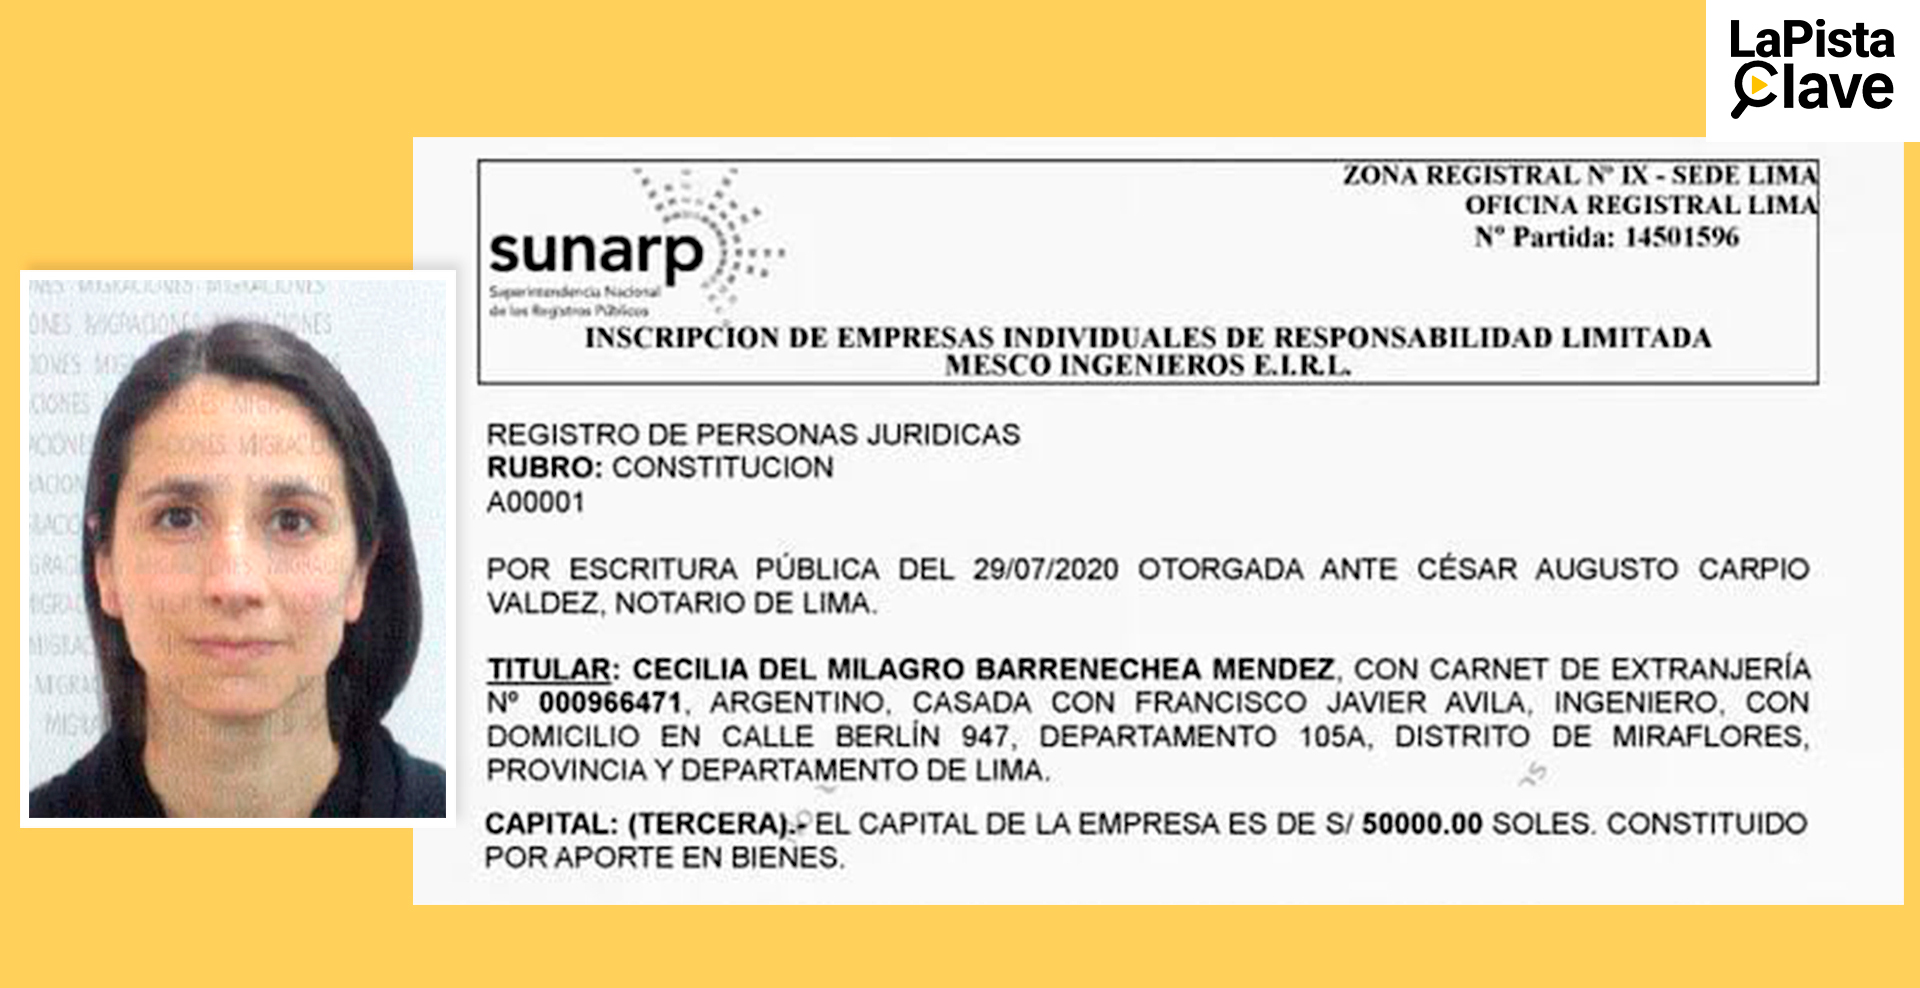 LaPista
Clave
ZONA REGISTRAL Nº IX - SEDE LIMA
OFICINA REGISTRAL LIMA
Nº Partida: 14501596
sunarp
Superintendencia Nacional
de los Registros Públicos
INSCRIPCION DE EMPRESAS INDIVIDUALES DE RESPONSABILIDAD LIMITADA
MESCO INGENIEROS E.I.R.L.
REGISTRO DE PERSONAS JURIDICAS
RUBRO: CONSTITUCION
A00001
POR ESCRITURA PÚBLICA DEL 29/07/2020 OTORGADA ANTE CÉSAR AUGUSTO CARPIO
VALDEZ, NOTARIO DE LIMA.
TITULAR: CECILIA DEL MILAGRO BARRENECHEA MENDEZ, CON CARNET DE EXTRANJERÍA
Nº 000966471, ARGENTINO, CASADA CON FRANCISCO JAVIER AVILA, INGENIERO, CON
DOMICILIO EN CALLE BERLÍN 947, DEPARTAMENTO 105A, DISTRITO DE MIRAFLORES,
PROVINCIA Y DEPARTAMENTO DE LIMA.
CAPITAL: (TERCERA).- EL CAPITAL DE LA EMPRESA ES DE S/ 50000.00 SOLES. CONSTITUIDO
POR APORTE EN BIENES.
MIGRACIONES MIGRACIONES
MIGRACIONES